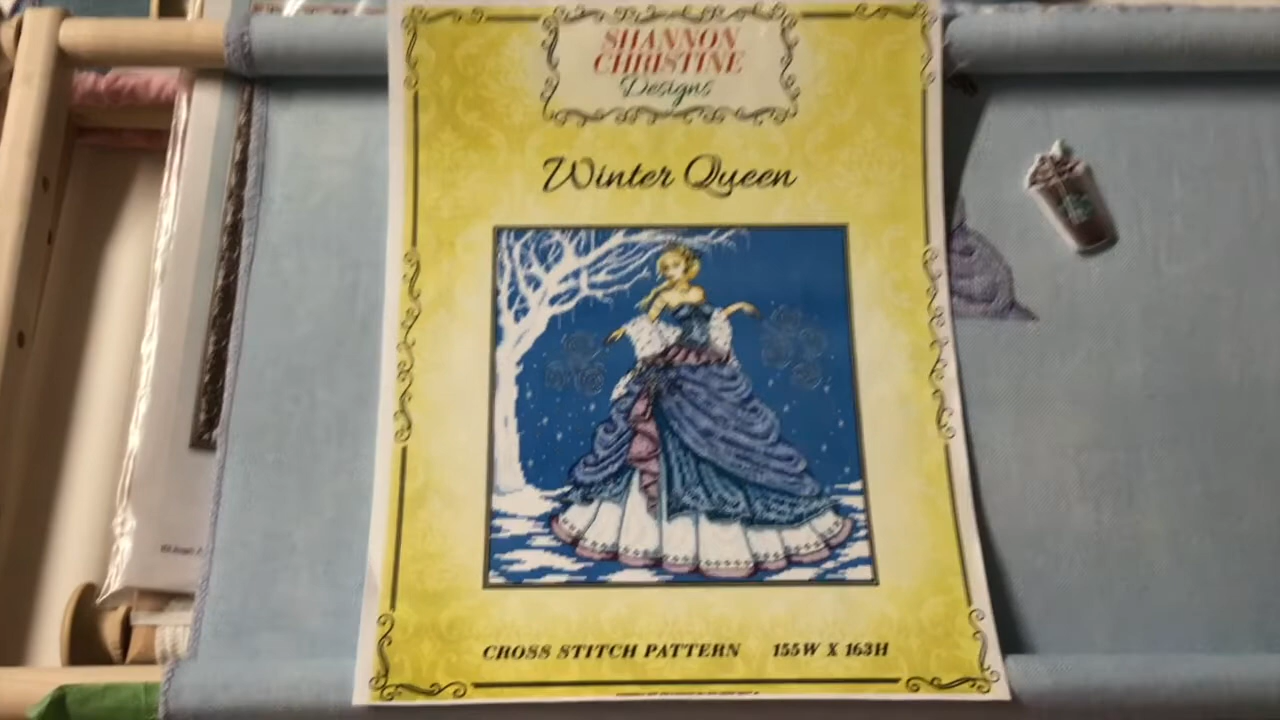 SHANNON
CHRISTINE
Designs
Winter Queen
CROSS STITCH PATTERN 155W X 163H